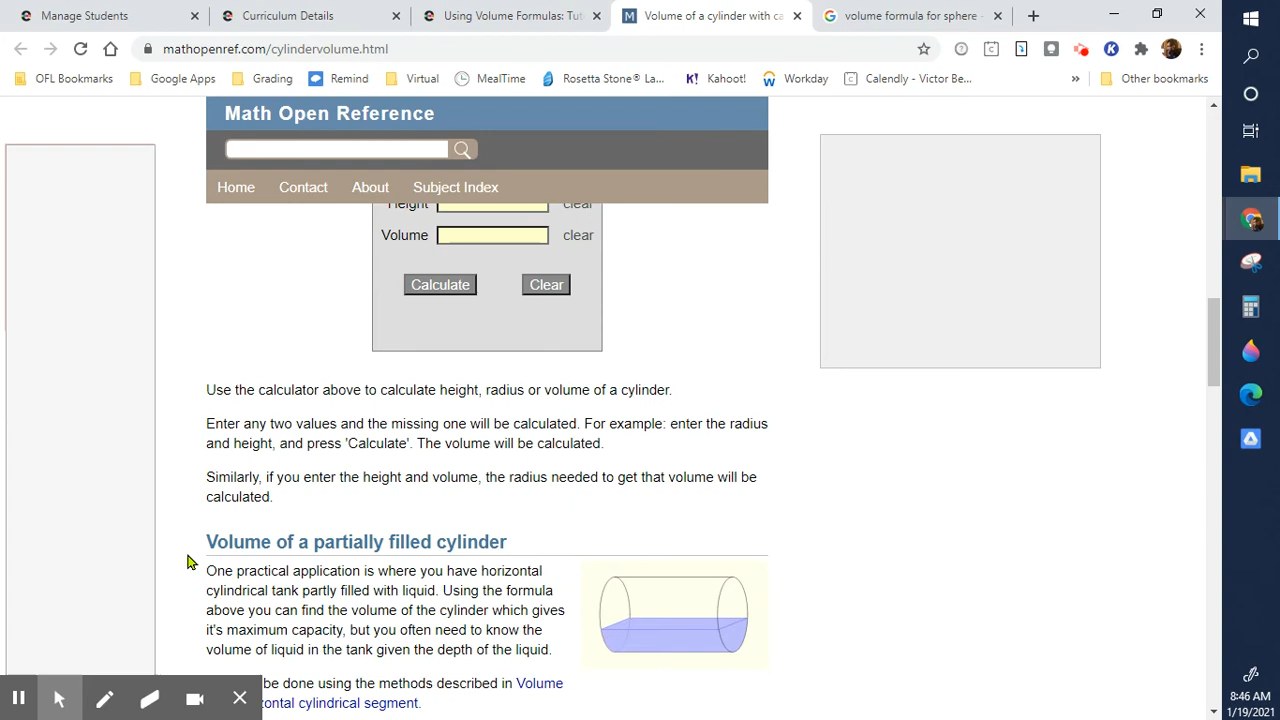 Manage Students
Curriculum Details
Using Volume Formulas: Tut
Volume of a cylinder with ca
volume formula for sphere -
mathopenref.com/cylindervolume.html
OFL Bookmarks
Google Apps
Grading
Remind
Virtual
MealTime
Rosetta Stone® La...
Kahoot!
Workday
Calendly - Victor Be...
»
Other bookmarks
Math Open Reference
Home Contact About Subject Index
Height clear
Volume clear
Calculate Clear
Use the calculator above to calculate height, radius or volume of a cylinder.
Enter any two values and the missing one will be calculated. For example: enter the radius
and height, and press 'Calculate'. The volume will be calculated.
Similarly, if you enter the height and volume, the radius needed to get that volume will be
calculated.
Volume of a partially filled cylinder
One practical application is where you have horizontal
cylindrical tank partly filled with liquid. Using the formula
above you can find the volume of the cylinder which gives
it's maximum capacity, but you often need to know the
volume of liquid in the tank given the depth of the liquid.
be done using the methods described in Volume
ontal cylindrical segment.
8:46 AM
1/19/2021